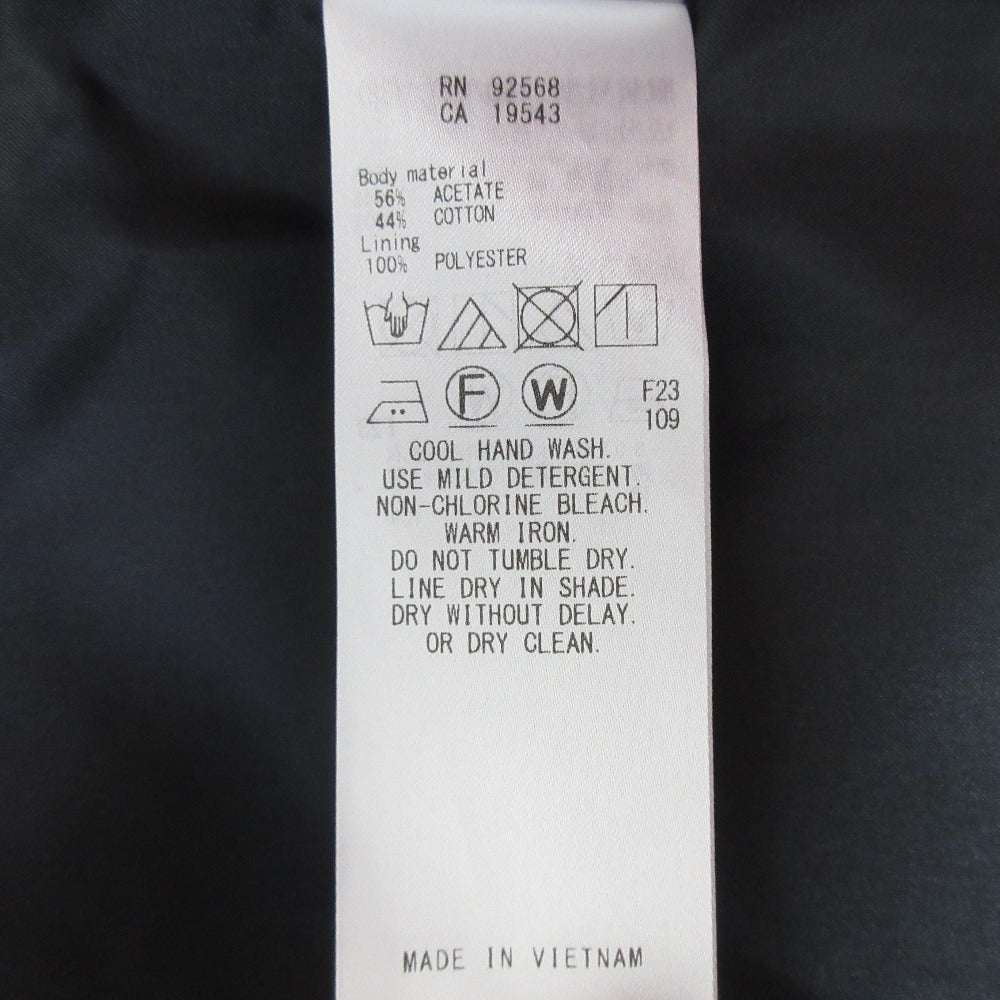 RN 92568
CA 19543
Body material
56% ACETATE
44% COTTON
Lining
100% POLYESTER
F W F23
109
COOL HAND WASH.
USE MILD DETERGENT.
NON-CHLORINE BLEACH.
WARM IRON.
DO NOT TUMBLE DRY.
LINE DRY IN SHADE.
DRY WITHOUT DELAY.
OR DRY CLEAN.
MADE IN VIETNAM